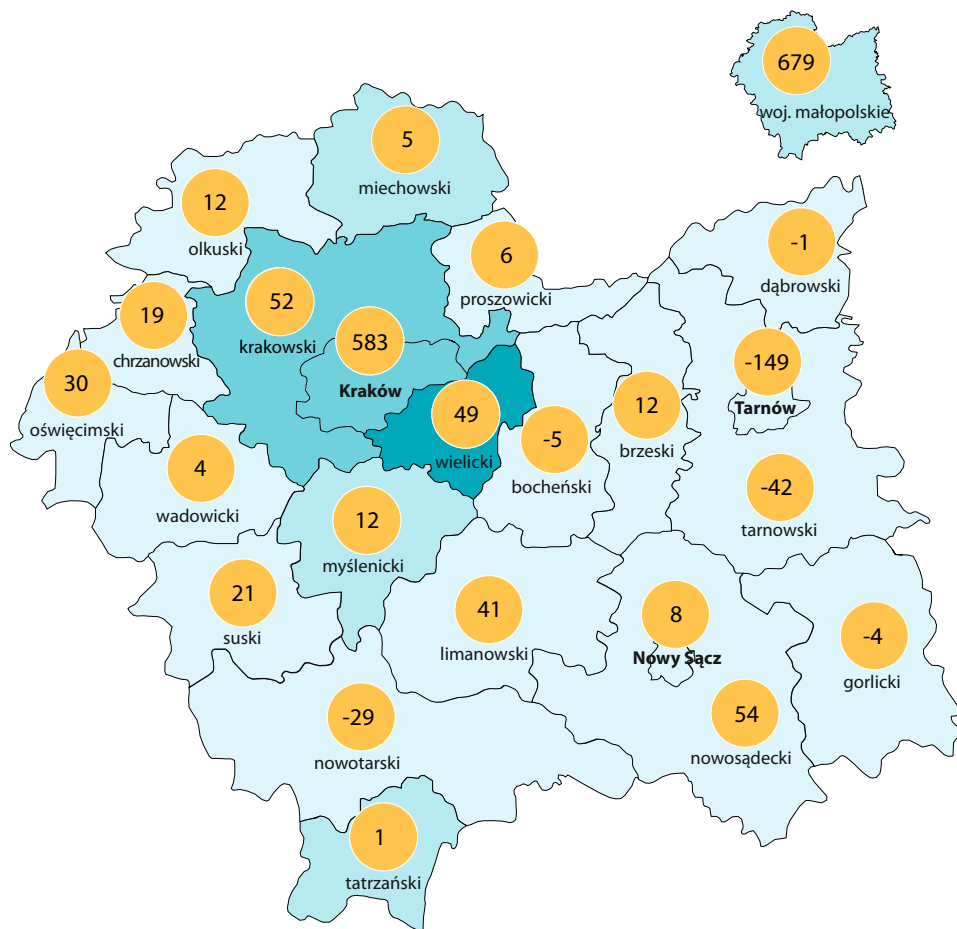 679
woj. małopolskie
5
miechowski
12
olkuski
-1
dąbrowski
6
proszowicki
52
krakowski
19
chrzanowski
583
Kraków
-149
Tarnów
30
oświęcimski
49
wielicki
12
brzeski
-5
bocheński
4
wadowicki
-42
tarnowski
12
myślenicki
21
suski
41
limanowski
8
Nowy Sącz
-4
gorlicki
54
nowosądecki
-29
nowotarski
1
tatrzański